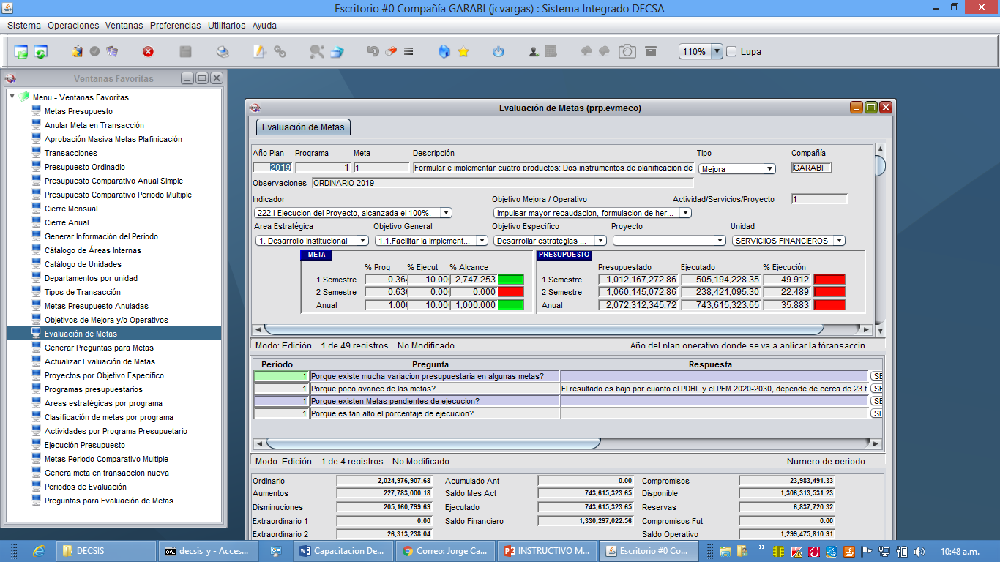 Escritorio #0 Compañía GARABI (jcvargas) : Sistema Integrado DECSA
Sistema Operaciones Ventanas Preferencias Utilitarios Ayuda
110% Lupa
Ventanas Favoritas
Menu - Ventanas Favoritas
Metas Presupuesto
Anular Meta en Transacción
Aprobación Masiva Metas Plafinicación
Transacciones
Presupuesto Ordinadio
Presupuesto Comparativo Anual Simple
Presupuesto Comparativo Periodo Multiple
Cierre Mensual
Cierre Anual
Generar Información del Periodo
Cátalogo de Áreas Internas
Catálogo de Unidades
Departamentos por unidad
Tipos de Transacción
Metas Presupuesto Anuladas
Objetivos de Mejora y/o Operativos
Evaluación de Metas
Generar Preguntas para Metas
Actualizar Evaluación de Metas
Proyectos por Objetivo Específico
Programas presupuestarios
Areas estratégicas por programa
Clasificación de metas por programa
Actividades por Programa Presupuetario
Ejecución Presupuesto
Metas Periodo Comparativo Multiple
Genera meta en transaccion nueva
Periodos de Evaluación
Preguntas para Evaluación de Metas
Evaluación de Metas (prp.evmeco)
Evaluación de Metas
Año Plan Programa Meta Descripción Tipo Compañía
2019 1 1 Formular e implementar cuatro productos: Dos instrumentos de planificacion de Mejora GARABI
Observaciones ORDINARIO 2019
Indicador Objetivo Mejora / Operativo Actividad/Servicios/Proyecto 1
222.I-Ejecucion del Proyecto, alcanzada el 100%. Impulsar mayor recaudacion, formulacion de her...
Area Estratégica Objetivo General Objetivo Especifico Proyecto Unidad
1. Desarrollo Institucional 1.1.Facilitar la implement... Desarrollar estrategias ... SERVICIIOS FINANCIEROS
META PRESUPUESTO
% Prog % Ejecut % Alcance Presupuestado Ejecutado % Ejecución
1 Semestre 0.364 10.000 2,747.253 1 Semestre 1,012,167,272.86 505,194,228.35 49.912
2 Semestre 0.636 0.000 0.000 2 Semestre 1,060,145,072.86 238,421,095.30 22.489
Anual 1.000 10.000 1,000.000 Anual 2,072,312,345.72 743,615,323.65 35.883
Modo: Edición 1 de 49 registros No Modificado Año del plan operativo donde se va a aplicar la tóransaccin
Periodo Pregunta Respuesta
1 Porque existe mucha variacion presupuestaria en algunas metas? SE
1 Porque poco avance de las metas? El resultado es bajo por cuanto el PDHL y el PEM 2020-2030, depende de cerca de 23 t SE
1 Porque existen Metas pendientes de ejecucion? SE
1 Porque es tan alto el porcentaje de ejecucion? SE
Modo: Edición 1 de 4 registros No Modificado Numero de periodo
Ordinario 2,024,976,907.68 Acumulado Ant 0.00 Compromisos 23,983,491.33
Aumentos 227,783,000.18 Saldo Mes Act 743,615,323.65 Disponible 1,306,313,531.23
Disminuciones 205,160,799.69 Ejecutado 743,615,323.65 Reservas 6,837,720.32
Extraordinario 1 0.00 Saldo Financiero 1,330,297,022.56 Compromisos Fut 0.00
Extraordinario 2 26,313,238.04 Saldo Operativo 1,299,475,810.91
DECSIS decsis_y - Acces... Capacitacion De... Correo: Jorge Ca... INSTRUCTIVO M... Escritorio #0 Co... 10:48 a.m.